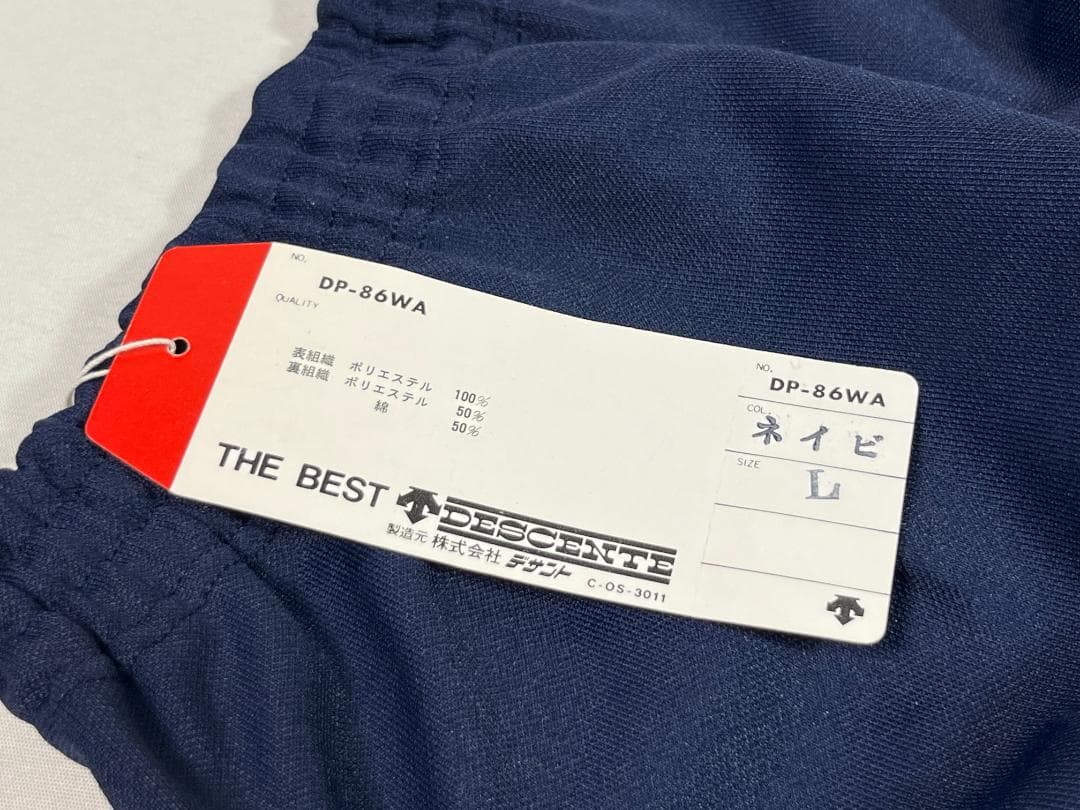 NO.
DP-86WA
QUALITY
表組織 ポリエステル 100%
裏組織 ポリエステル 50%
綿 50%
THE BEST DESCENTE
製造元 株式会社 デサント
C-OS-3011
NO.
DP-86WA
COL.
ネイビ
SIZE
L